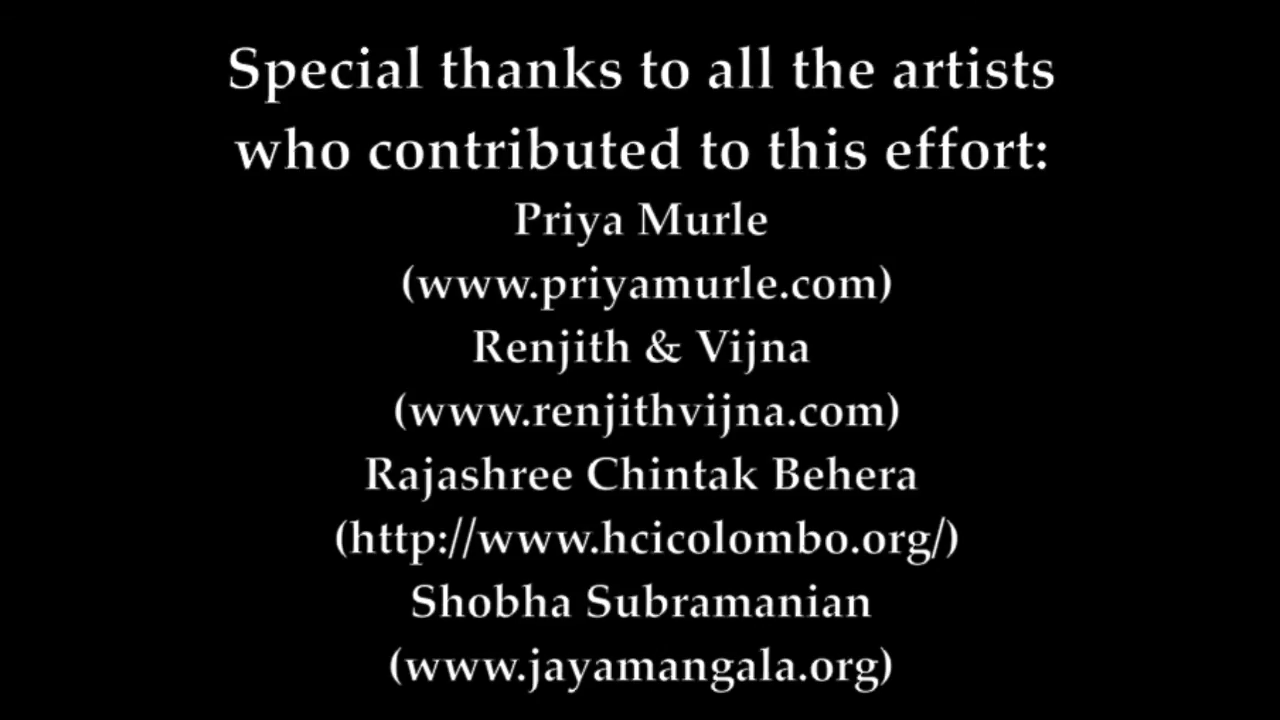 Special thanks to all the artists
who contributed to this effort:
Priya Murle
(www.priyamurle.com)
Renjith & Vijna
(www.renjithvijna.com)
Rajashree Chintak Behera
(http://www.hcicolombo.org/)
Shobha Subramanian
(www.jayamangala.org)